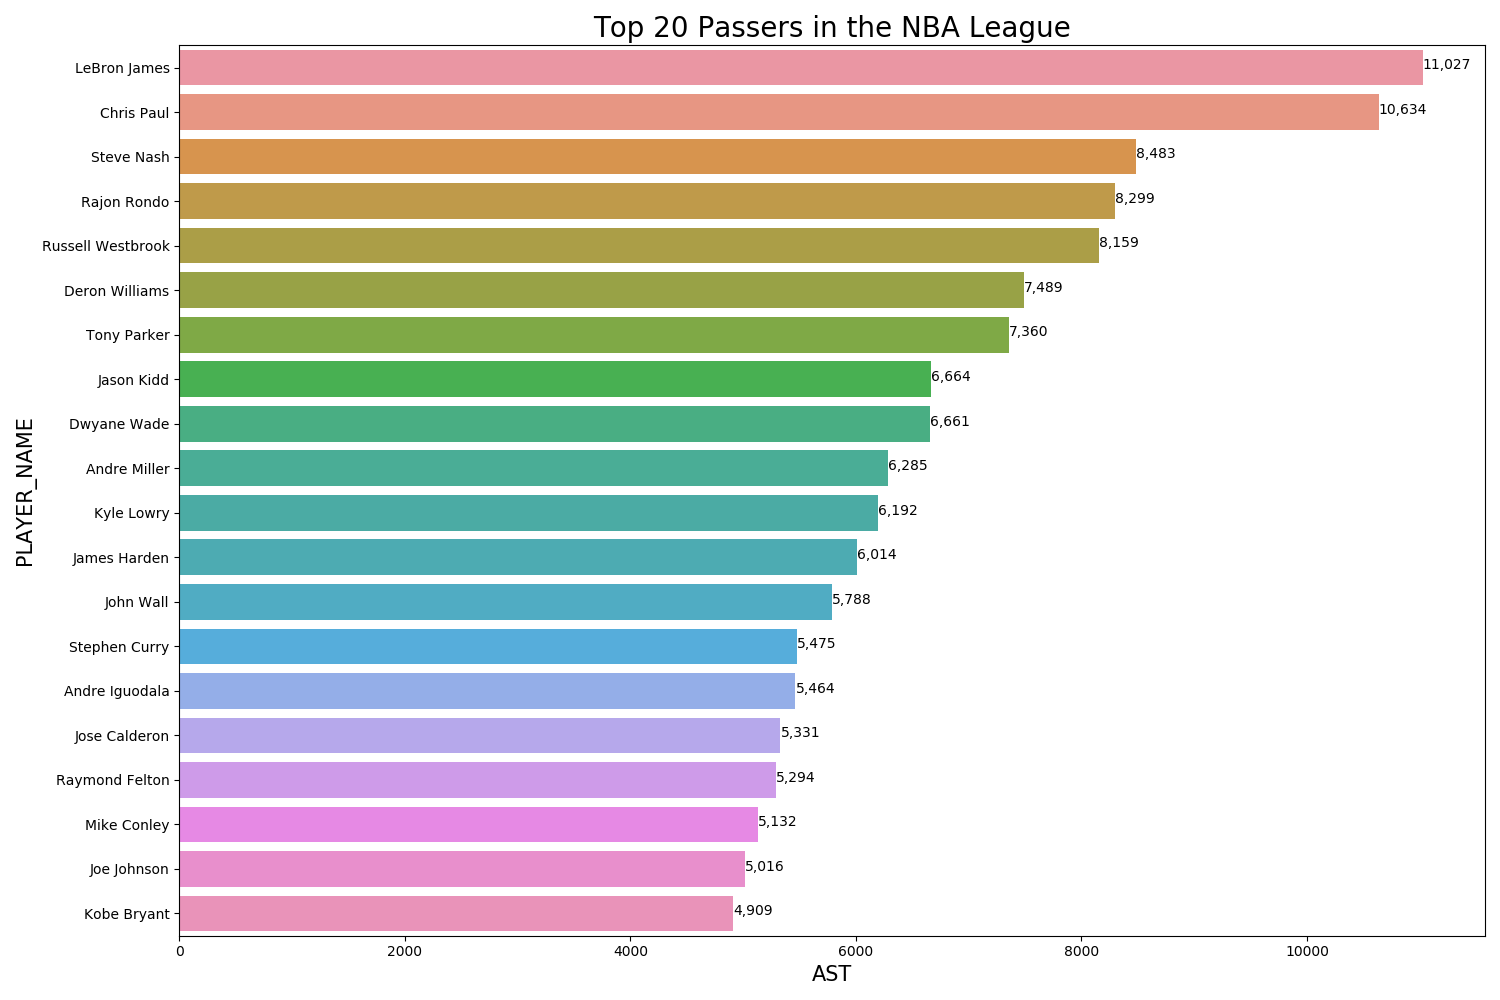 Top 20 Passers in the NBA League
LeBron James 11,027
Chris Paul 10,634
Steve Nash 8,483
Rajon Rondo 8,299
Russell Westbrook 8,159
Deron Williams 7,489
Tony Parker 7,360
Jason Kidd 6,664
Dwyane Wade 6,661
Andre Miller 6,285
Kyle Lowry 6,192
James Harden 6,014
John Wall 5,788
Stephen Curry 5,475
Andre Iguodala 5,464
Jose Calderon 5,331
Raymond Felton 5,294
Mike Conley 5,132
Joe Johnson 5,016
Kobe Bryant 4,909
PLAYER_NAME
0 2000 4000 6000 8000 10000
AST